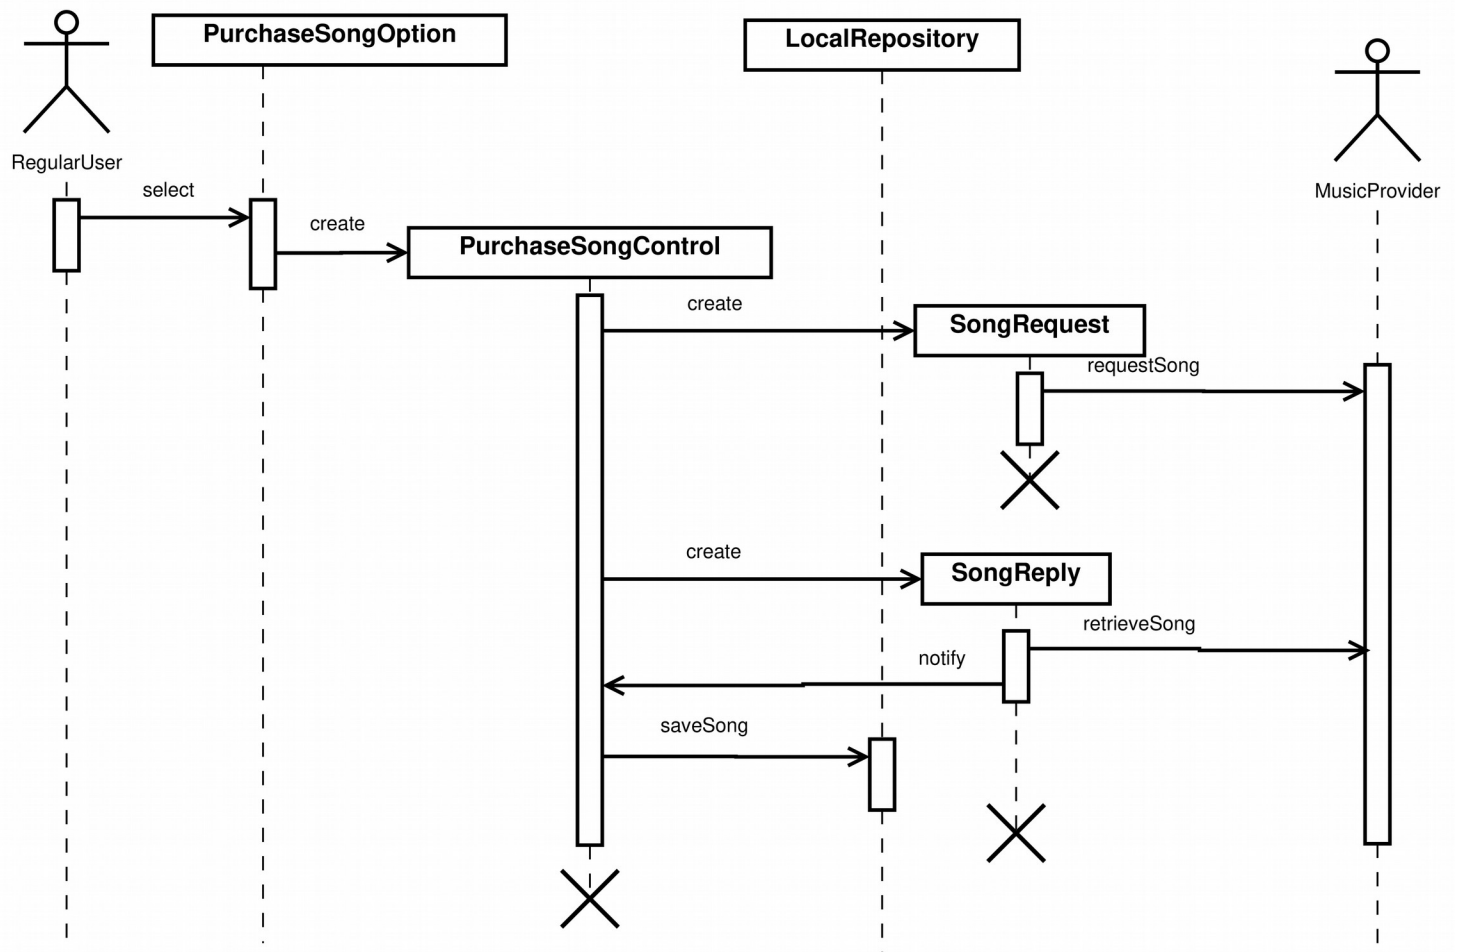 PurchaseSongOption
LocalRepository
RegularUser
MusicProvider
select
create
PurchaseSongControl
create
SongRequest
requestSong
create
SongReply
retrieveSong
notify
saveSong